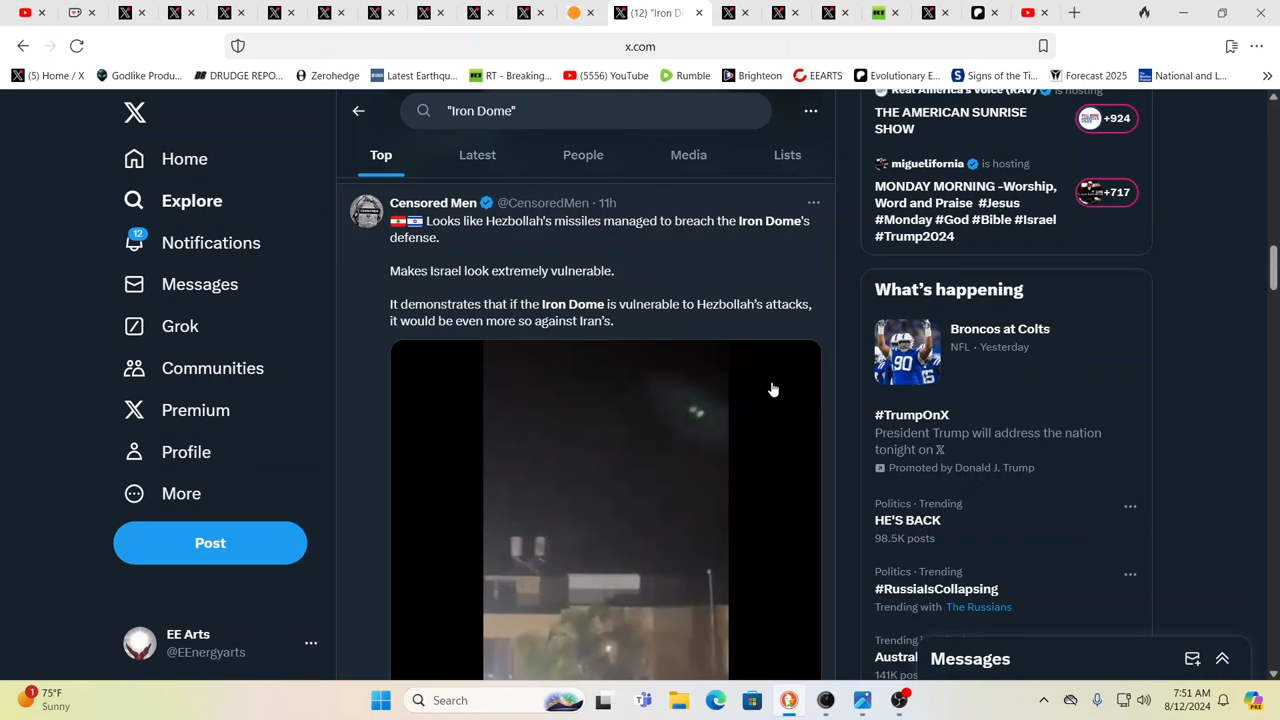 (12) "Iron Do
x.com
(5) Home / X
Godlike Produ...
DRUDGE REPO...
Zerohedge
Latest Earthqu...
RT - Breaking...
(5556) YouTube
Rumble
Brighteon
EEARTS
Evolutionary E...
Signs of the Ti...
Forecast 2025
National and L...
"Iron Dome"
Top
Latest
People
Media
Lists
Home
Explore
12
Notifications
Messages
Grok
Communities
Premium
Profile
More
Post
EE Arts
@EEnergyarts
Censored Men @CensoredMen · 11h
Looks like Hezbollah's missiles managed to breach the Iron Dome's
defense.
Makes Israel look extremely vulnerable.
It demonstrates that if the Iron Dome is vulnerable to Hezbollah's attacks,
it would be even more so against Iran's.
Real America's Voice (RAV) is hosting
THE AMERICAN SUNRISE
SHOW
+924
miguelifornia is hosting
MONDAY MORNING -Worship,
Word and Praise #Jesus
#Monday #God #Bible #Israel
#Trump2024
+717
What's happening
Broncos at Colts
NFL · Yesterday
#TrumpOnX
President Trump will address the nation
tonight on X
Promoted by Donald J. Trump
Politics · Trending
HE'S BACK
98.5K posts
Politics · Trending
#RussiaIsCollapsing
Trending with The Russians
Trending
Austral
141K pos
Messages
1
75°F
Sunny
Search
PRE
7:51 AM
8/12/2024